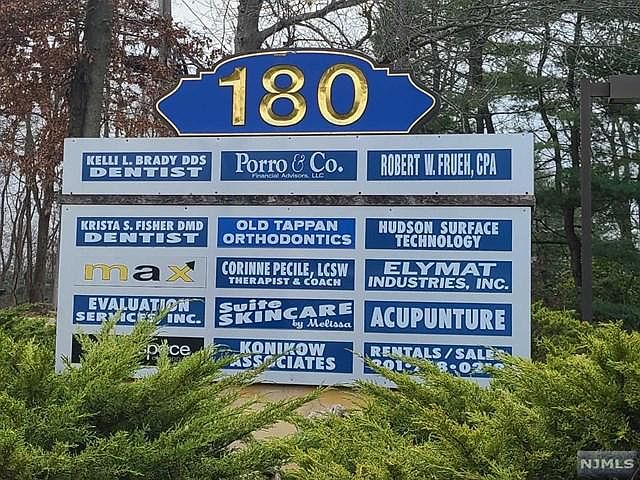 180
KELLI L. BRADY DDS
DENTIST
Porro & Co.
Financial Advisors, LLC
ROBERT W. FRUEH, CPA
KRISTA S. FISHER DMD
DENTIST
OLD TAPPAN
ORTHODONTICS
HUDSON SURFACE
TECHNOLOGY
max
CORINNE PECILE, LCSW
THERAPIST & COACH
ELYMAT
INDUSTRIES, INC.
EVALUATION
SERVICES, INC.
Suite
SKINCARE
by Melissa
ACUPUNTURE
KONIKOW
ASSOCIATES
RENTALS/SALES
NJMLS